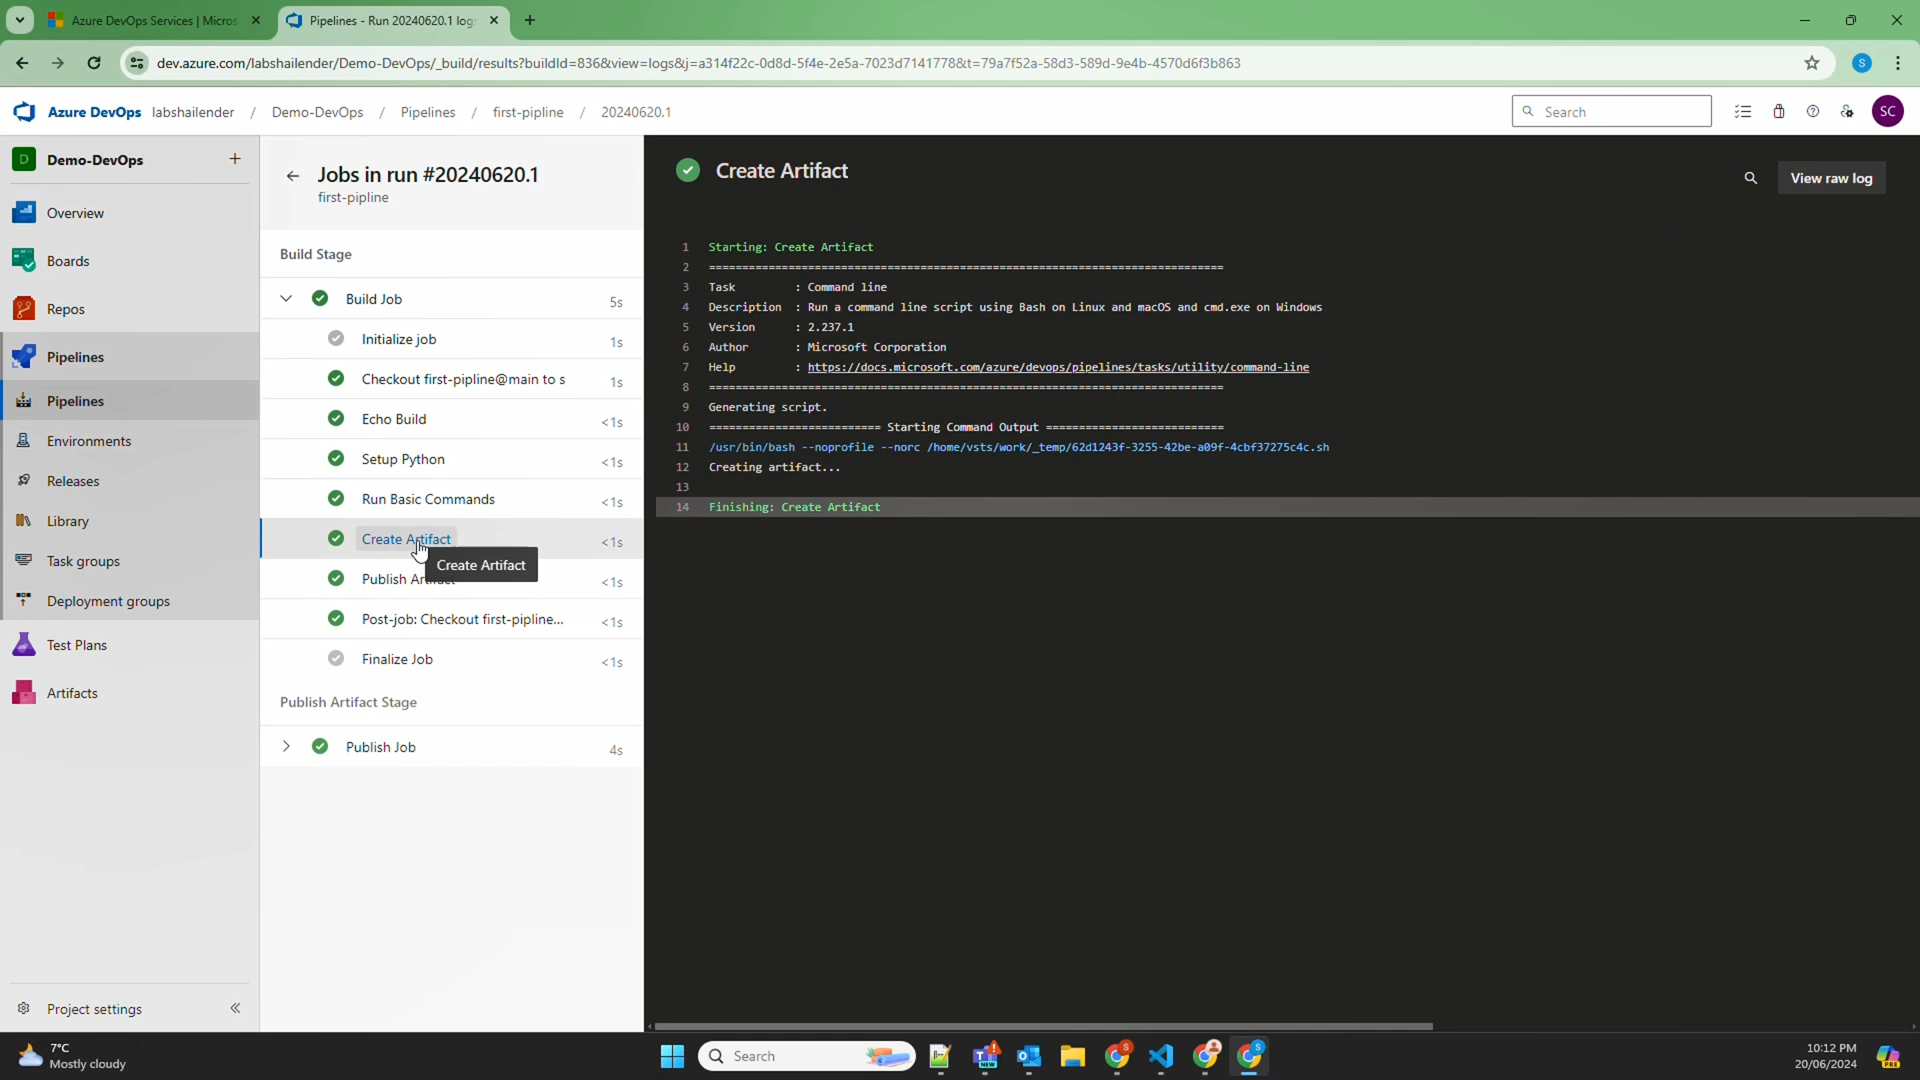 Azure DevOps Services | Micros
Pipelines - Run 20240620.1 log
dev.azure.com/labshailender/Demo-DevOps/_build/results?buildId=836&view=logs&j=a314f22c-0d8d-5f4e-2e5a-7023d7141778&t=79a7f52a-58d3-589d-9e4b-4570d6f3b863
S
Azure DevOps labshailender / Demo-DevOps / Pipelines / first-pipline / 20240620.1
Search
SC
D Demo-DevOps +
Overview
Boards
Repos
Pipelines
Pipelines
Environments
Releases
Library
Task groups
Deployment groups
Test Plans
Artifacts
Project settings
Jobs in run #20240620.1
first-pipline
Build Stage
Build Job 5s
Initialize job 1s
Checkout first-pipline@main to s 1s
Echo Build <1s
Setup Python <1s
Run Basic Commands <1s
Create Artifact <1s
Create Artifact
Publish <1s
Post-job: Checkout first-pipline... <1s
Finalize Job <1s
Publish Artifact Stage
Publish Job 4s
Create Artifact
View raw log
1 Starting: Create Artifact
2 ==============================================================================
3 Task : Command line
4 Description : Run a command line script using Bash on Linux and macOS and cmd.exe on Windows
5 Version : 2.237.1
6 Author : Microsoft Corporation
7 Help : https://docs.microsoft.com/azure/devops/pipelines/tasks/utility/command-line
8 ==============================================================================
9 Generating script.
10 ========================== Starting Command Output ===========================
11 /usr/bin/bash --noprofile --norc /home/vsts/work/_temp/62d1243f-3255-42be-a09f-4cbf37275c4c.sh
12 Creating artifact...
13
14 Finishing: Create Artifact
7°C
Mostly cloudy
Search
NEW
S
S
10:12 PM
20/06/2024
PRE